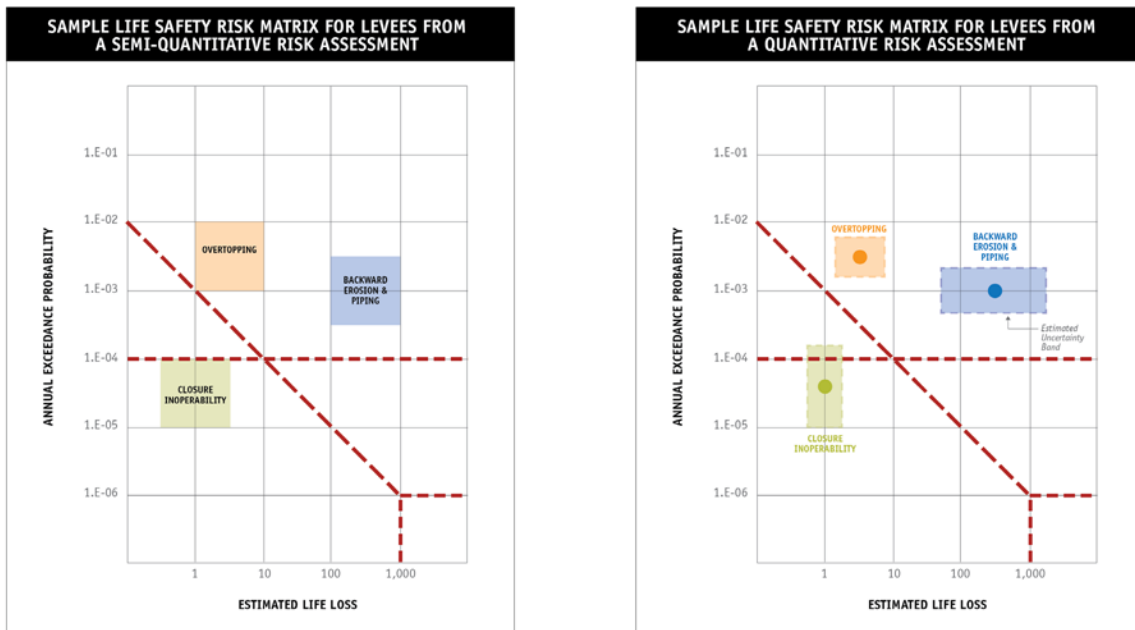 SAMPLE LIFE SAFETY RISK MATRIX FOR LEVEES FROM
A SEMI-QUANTITATIVE RISK ASSESSMENT
ANNUAL EXCEEDANCE PROBABILITY
1.E-01
1.E-02
1.E-03
1.E-04
1.E-05
1.E-06
OVERTOPPING
BACKWARD
EROSION &
PIPING
CLOSURE
INOPERABILITY
1
10
100
1,000
ESTIMATED LIFE LOSS
SAMPLE LIFE SAFETY RISK MATRIX FOR LEVEES FROM
A QUANTITATIVE RISK ASSESSMENT
ANNUAL EXCEEDANCE PROBABILITY
1.E-01
1.E-02
1.E-03
1.E-04
1.E-05
1.E-06
OVERTOPPING
BACKWARD
EROSION &
PIPING
Estimated
Uncertainty
Band
CLOSURE
INOPERABILITY
1
10
100
1,000
ESTIMATED LIFE LOSS